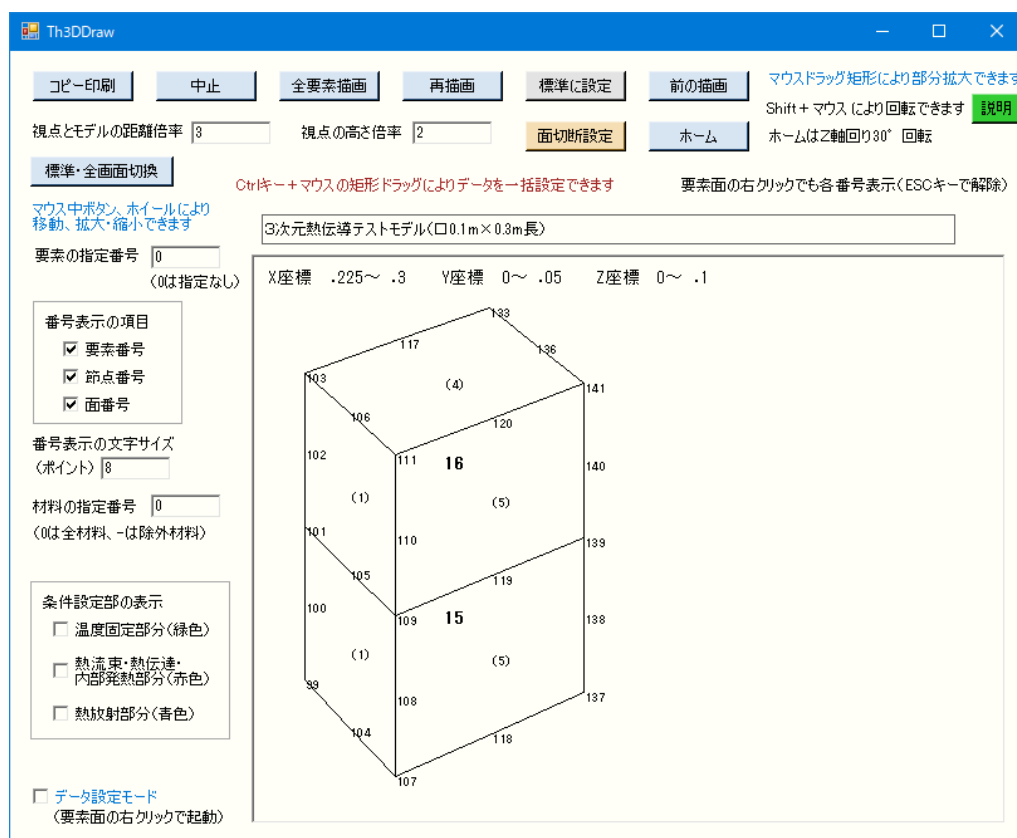 Th3DDraw
コピー印刷
中止
全要素描画
再描画
標準に設定
前の描画
マウスドラッグ矩形により部分拡大できます
Shift+マウス により回転できます
説明
視点とモデルの距離倍率 3
視点の高さ倍率 2
面切断設定
ホーム
ホームはZ軸回り30° 回転
標準・全画面切換
Ctrlキー+マウスの矩形ドラッグによりデータを一括設定できます
要素面の右クリックでも各番号表示(ESCキーで解除)
マウス中ボタン、ホイールにより
移動、拡大・縮小できます
3次元熱伝導テストモデル(口0.1m×0.3m長)
要素の指定番号 0
(0は指定なし)
X座標 .225～ .3 Y座標 0～ .05 Z座標 0～ .1
番号表示の項目
要素番号
節点番号
面番号
番号表示の文字サイズ
(ポイント) 8
材料の指定番号 0
(0は全材料、-は除外材料)
条件設定部の表示
温度固定部分(緑色)
熱流束・熱伝達・
内部発熱部分(赤色)
熱放射部分(青色)
データ設定モード
(要素面の右クリックで起動)
133
117
136
103
(4)
141
106
120
102
111
16
140
(1)
(5)
101
110
139
105
119
100
109
15
138
(1)
(5)
99
108
137
104
118
107